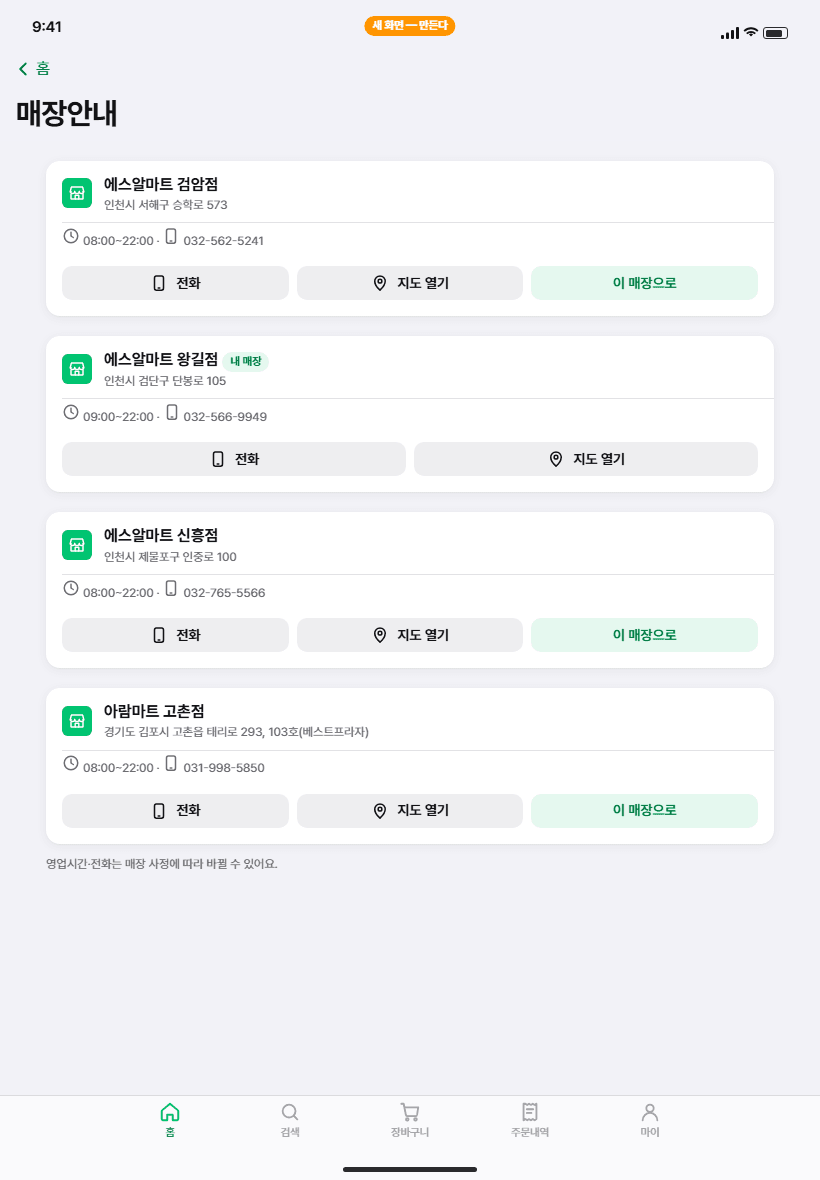 9:41
새 화면 — 만든다
홈
매장안내
에스알마트 검암점
인천시 서해구 승학로 573
08:00~22:00 · 032-562-5241
전화 지도 열기 이 매장으로
에스알마트 왕길점 내 매장
인천시 검단구 단봉로 105
09:00~22:00 · 032-566-9949
전화 지도 열기
에스알마트 신흥점
인천시 제물포구 인중로 100
08:00~22:00 · 032-765-5566
전화 지도 열기 이 매장으로
아람마트 고촌점
경기도 김포시 고촌읍 태리로 293, 103호(베스트프라자)
08:00~22:00 · 031-998-5850
전화 지도 열기 이 매장으로
영업시간·전화는 매장 사정에 따라 바뀔 수 있어요.
홈 검색 장바구니 주문내역 마이